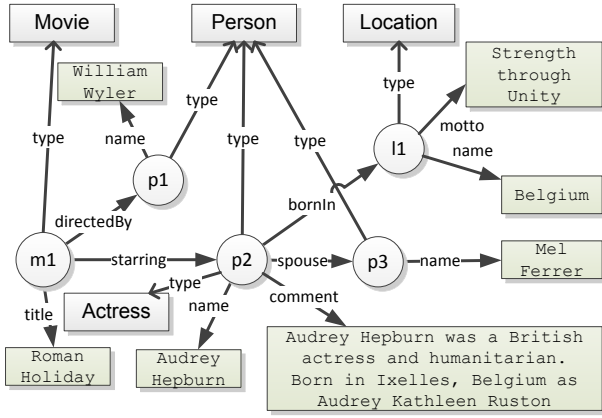 Movie
Person
Location
William
Wyler
Strength
through
Unity
type
type
type
name
type
type
motto
name
l1
p1
Belgium
directedBy
bornIn
m1
starring
p2
spouse
p3
name
Mel
Ferrer
type
name
comment
title
Actress
Roman
Holiday
Audrey
Hepburn
Audrey Hepburn was a British
actress and humanitarian.
Born in Ixelles, Belgium as
Audrey Kathleen Ruston